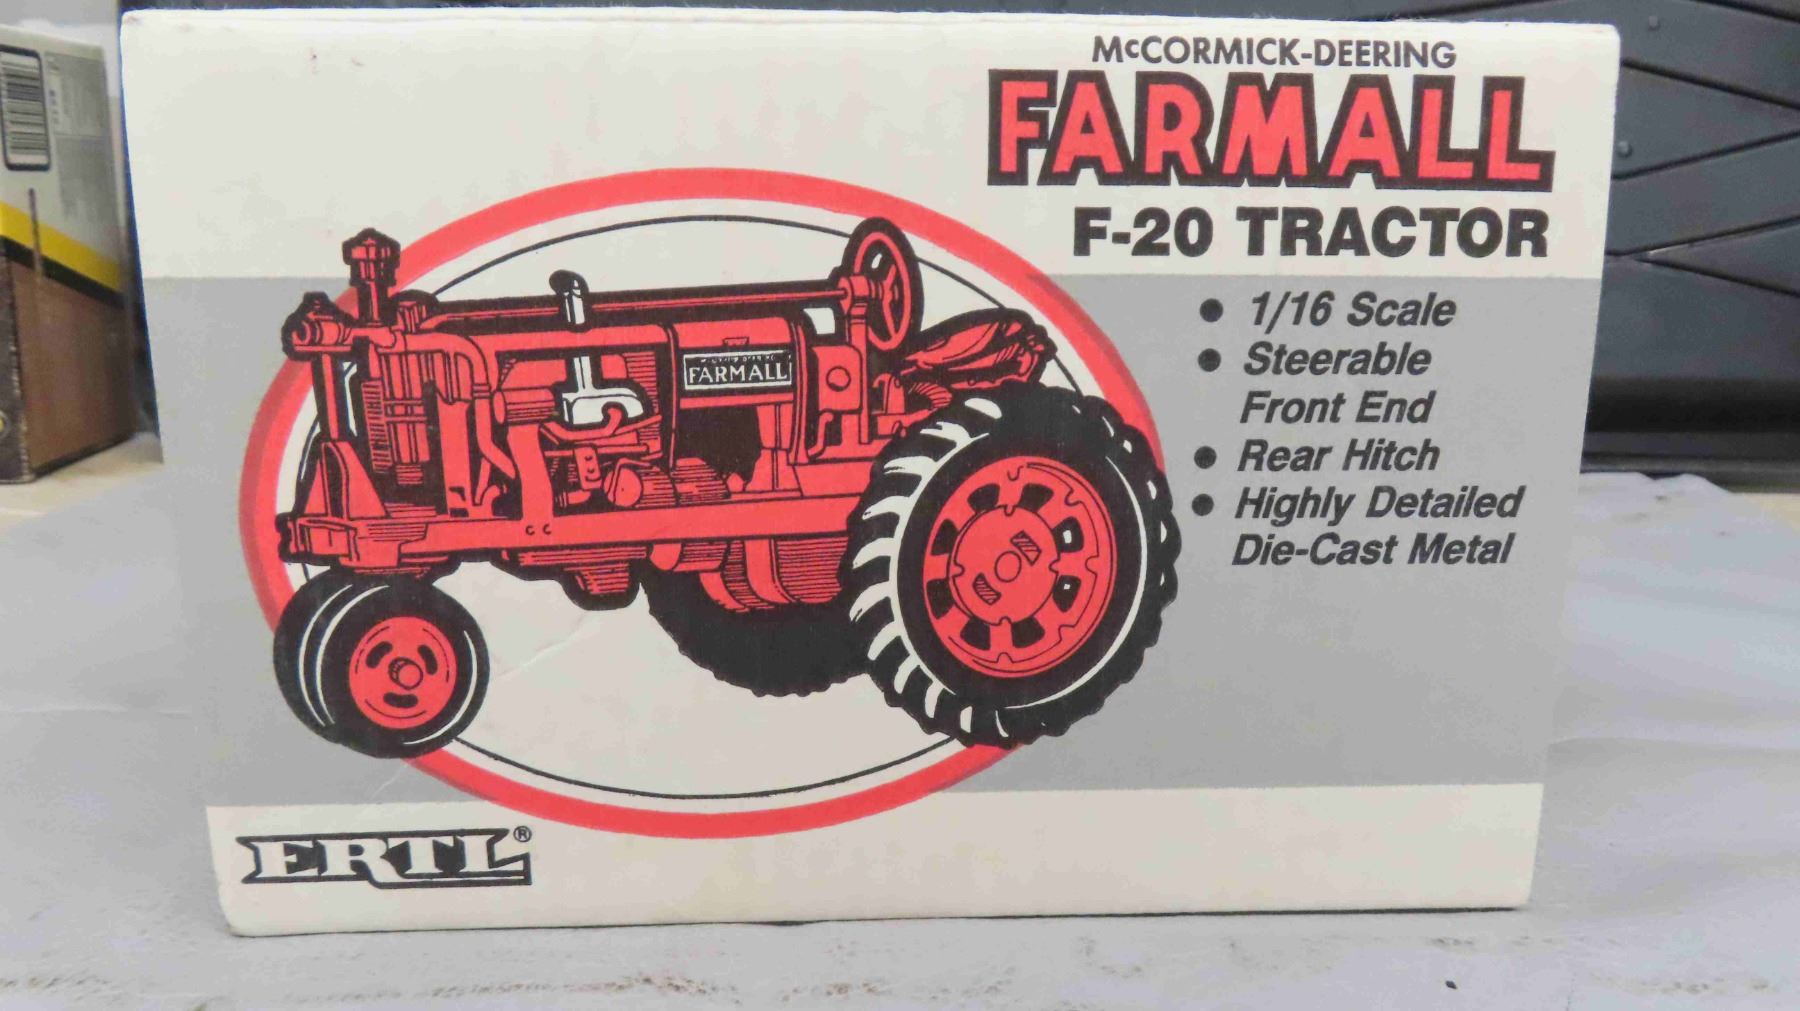 McCORMICK-DEERING
FARMALL
F-20 TRACTOR
• 1/16 Scale
• Steerable
Front End
• Rear Hitch
• Highly Detailed
Die-Cast Metal
FARMALL
ERTL®